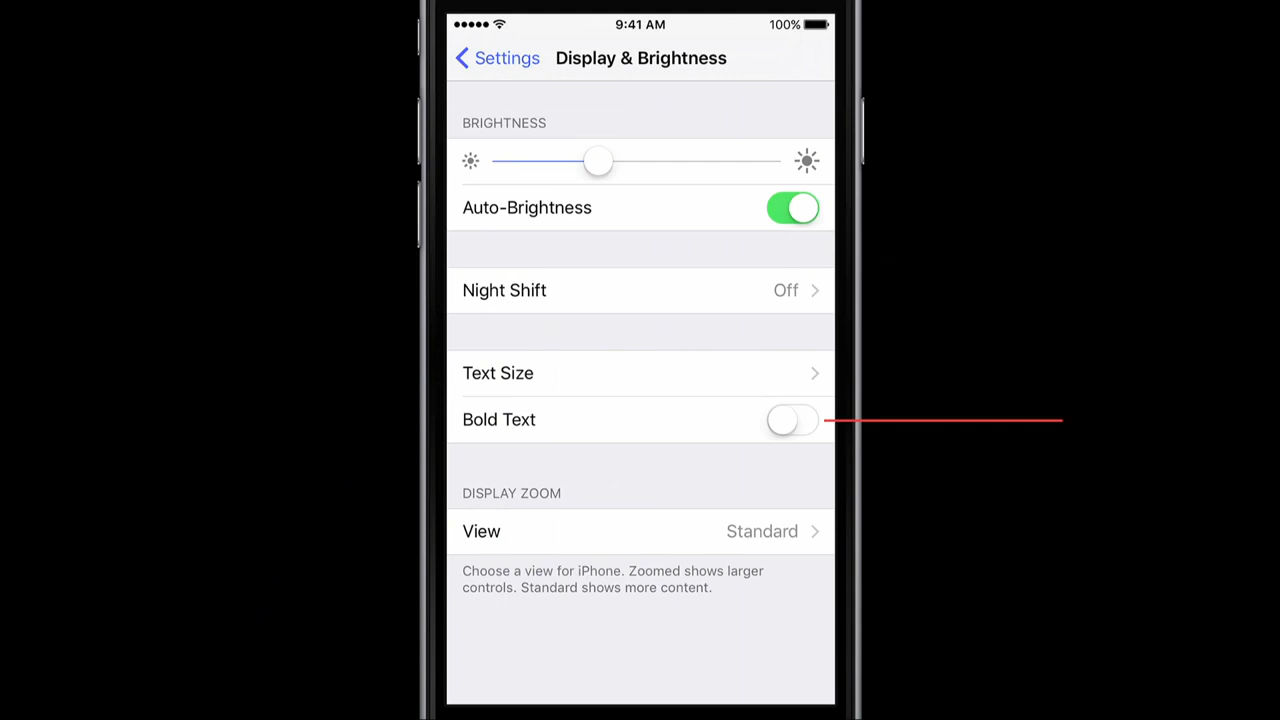 9:41 AM 100%
Settings Display & Brightness
BRIGHTNESS
Auto-Brightness
Night Shift Off
Text Size
Bold Text
DISPLAY ZOOM
View Standard
Choose a view for iPhone. Zoomed shows larger
controls. Standard shows more content.